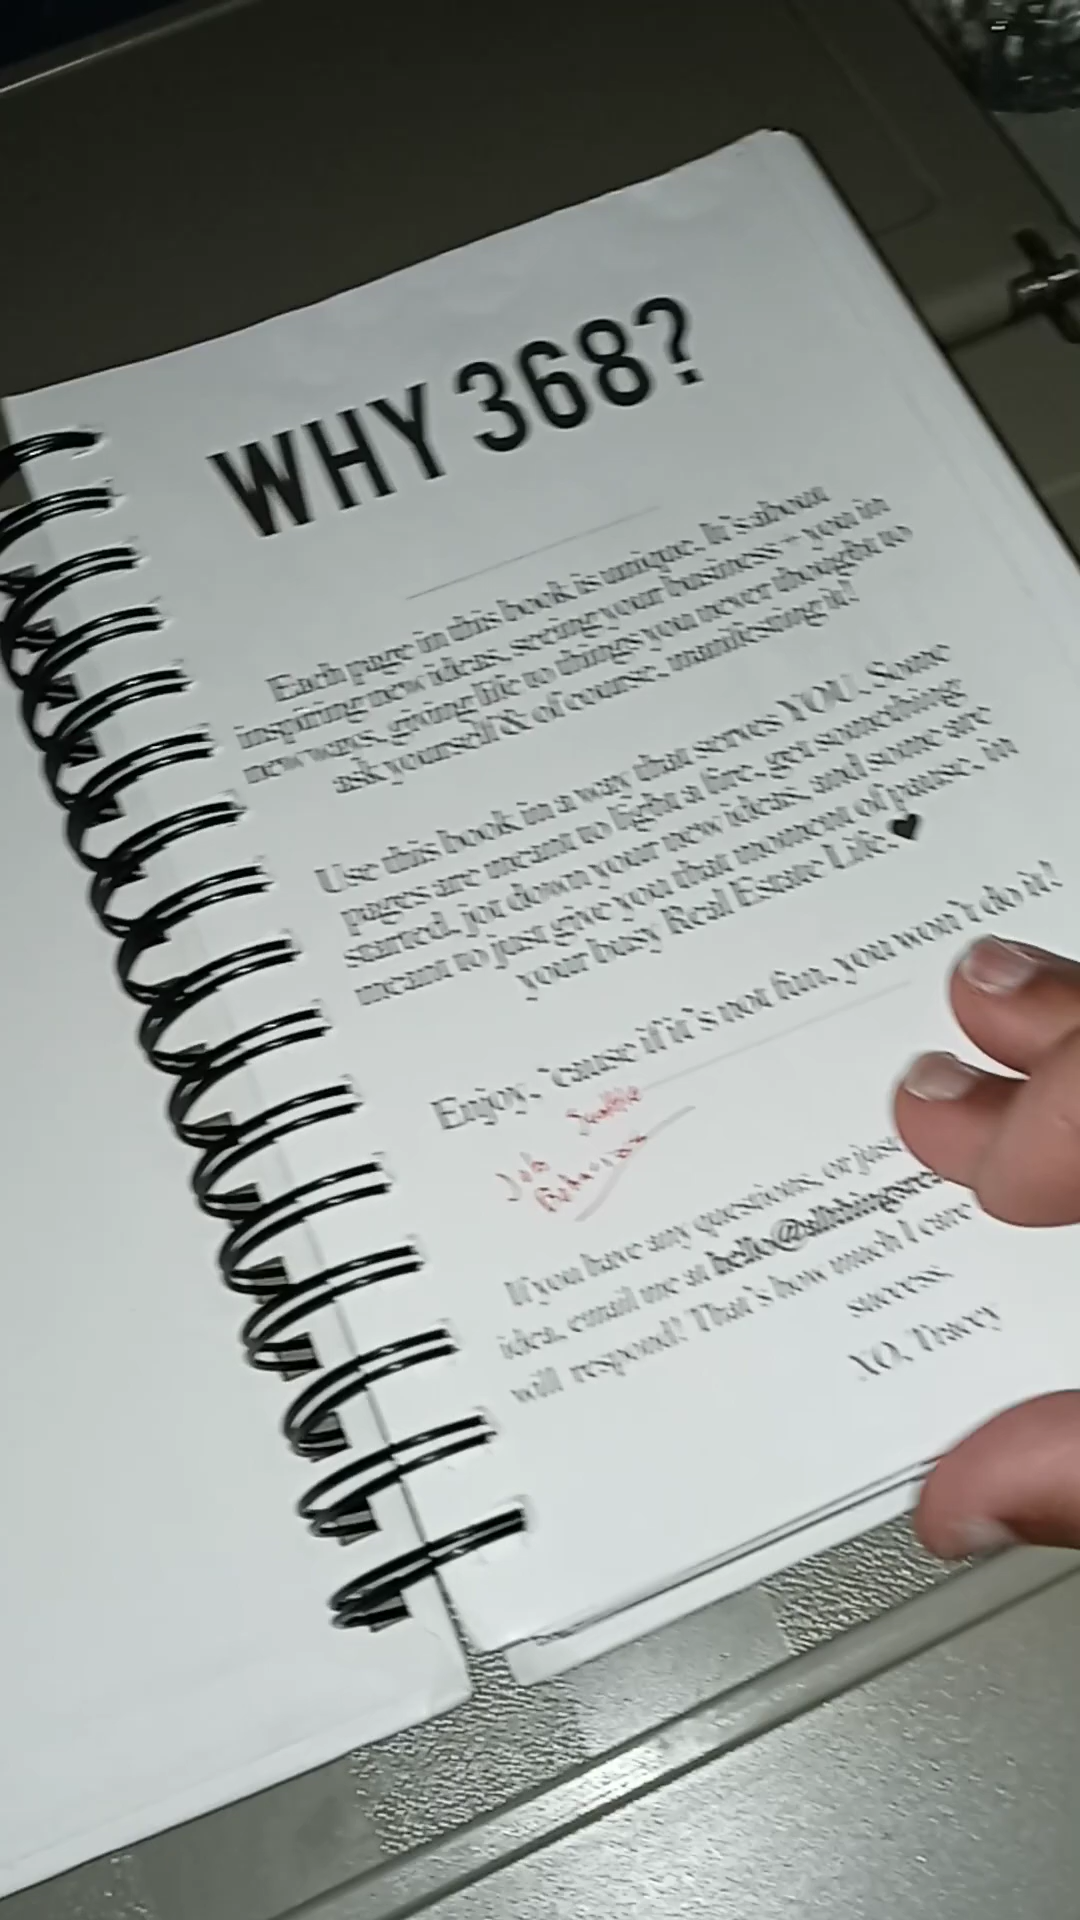 WHY 368?
Each page in this book is unique. It's about
inspiring new ideas, seeing your business + you in
new ways, giving life to things you never thought to
ask yourself & of course, manifesting it!
Use this book in a way that serves YOU. Some
pages are meant to light a fire, get something
started, jot down your new ideas, and some are
meant to just give you that moment of pause, in
your busy Real Estate Life. ♥
Enjoy, 'cause if it's not fun, you won't do it!
Job
If you have any questions, or just
idea, email me at
will respond! That's how much I care
success.
XO, Tracey